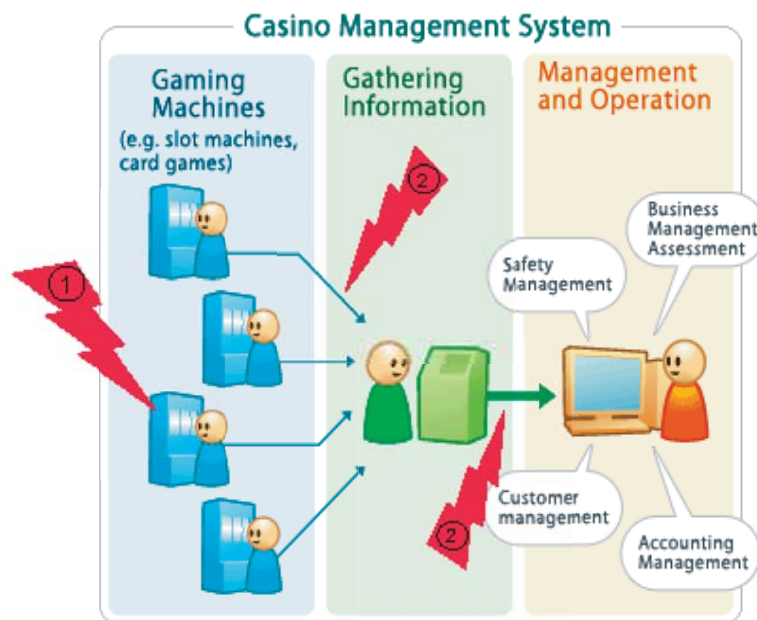 Casino Management System
Gaming
Machines
(e.g. slot machines,
card games)
Gathering
Information
Management
and Operation
2
1
Business
Management
Assessment
Safety
Management
Customer
management
2
Accounting
Management